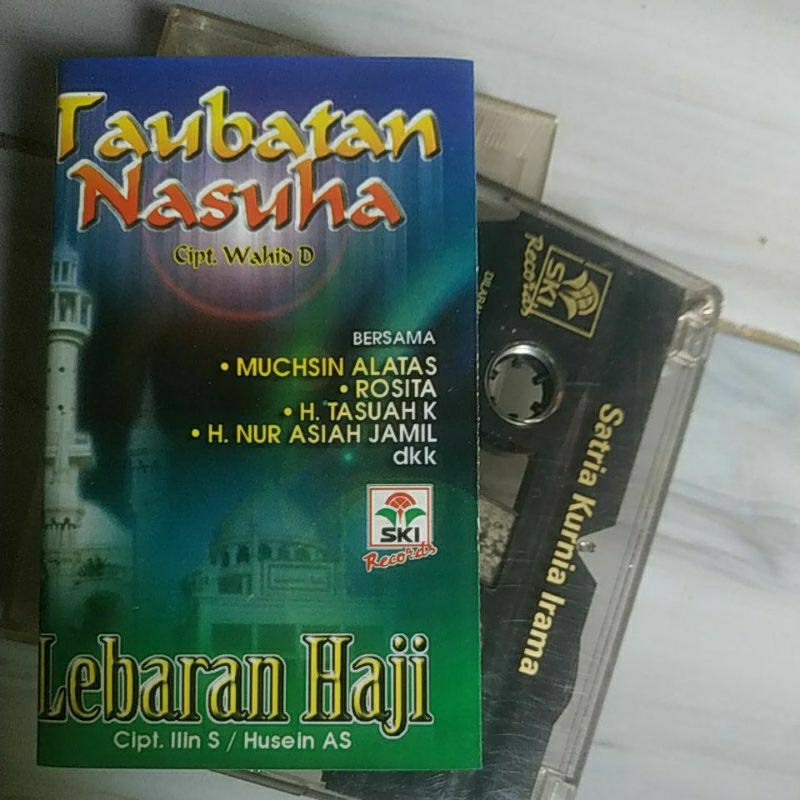 Taubatan
Nasuha
Cipt. Wahid D
BERSAMA
• MUCHSIN ALATAS
• ROSITA
• H. TASUAH K
• H. NUR ASIAH JAMIL
dkk
SKI
Records
Lebaran Haji
Cipt. Ilin S / Husein AS
SKI
Records
Satria Kurnia Irama